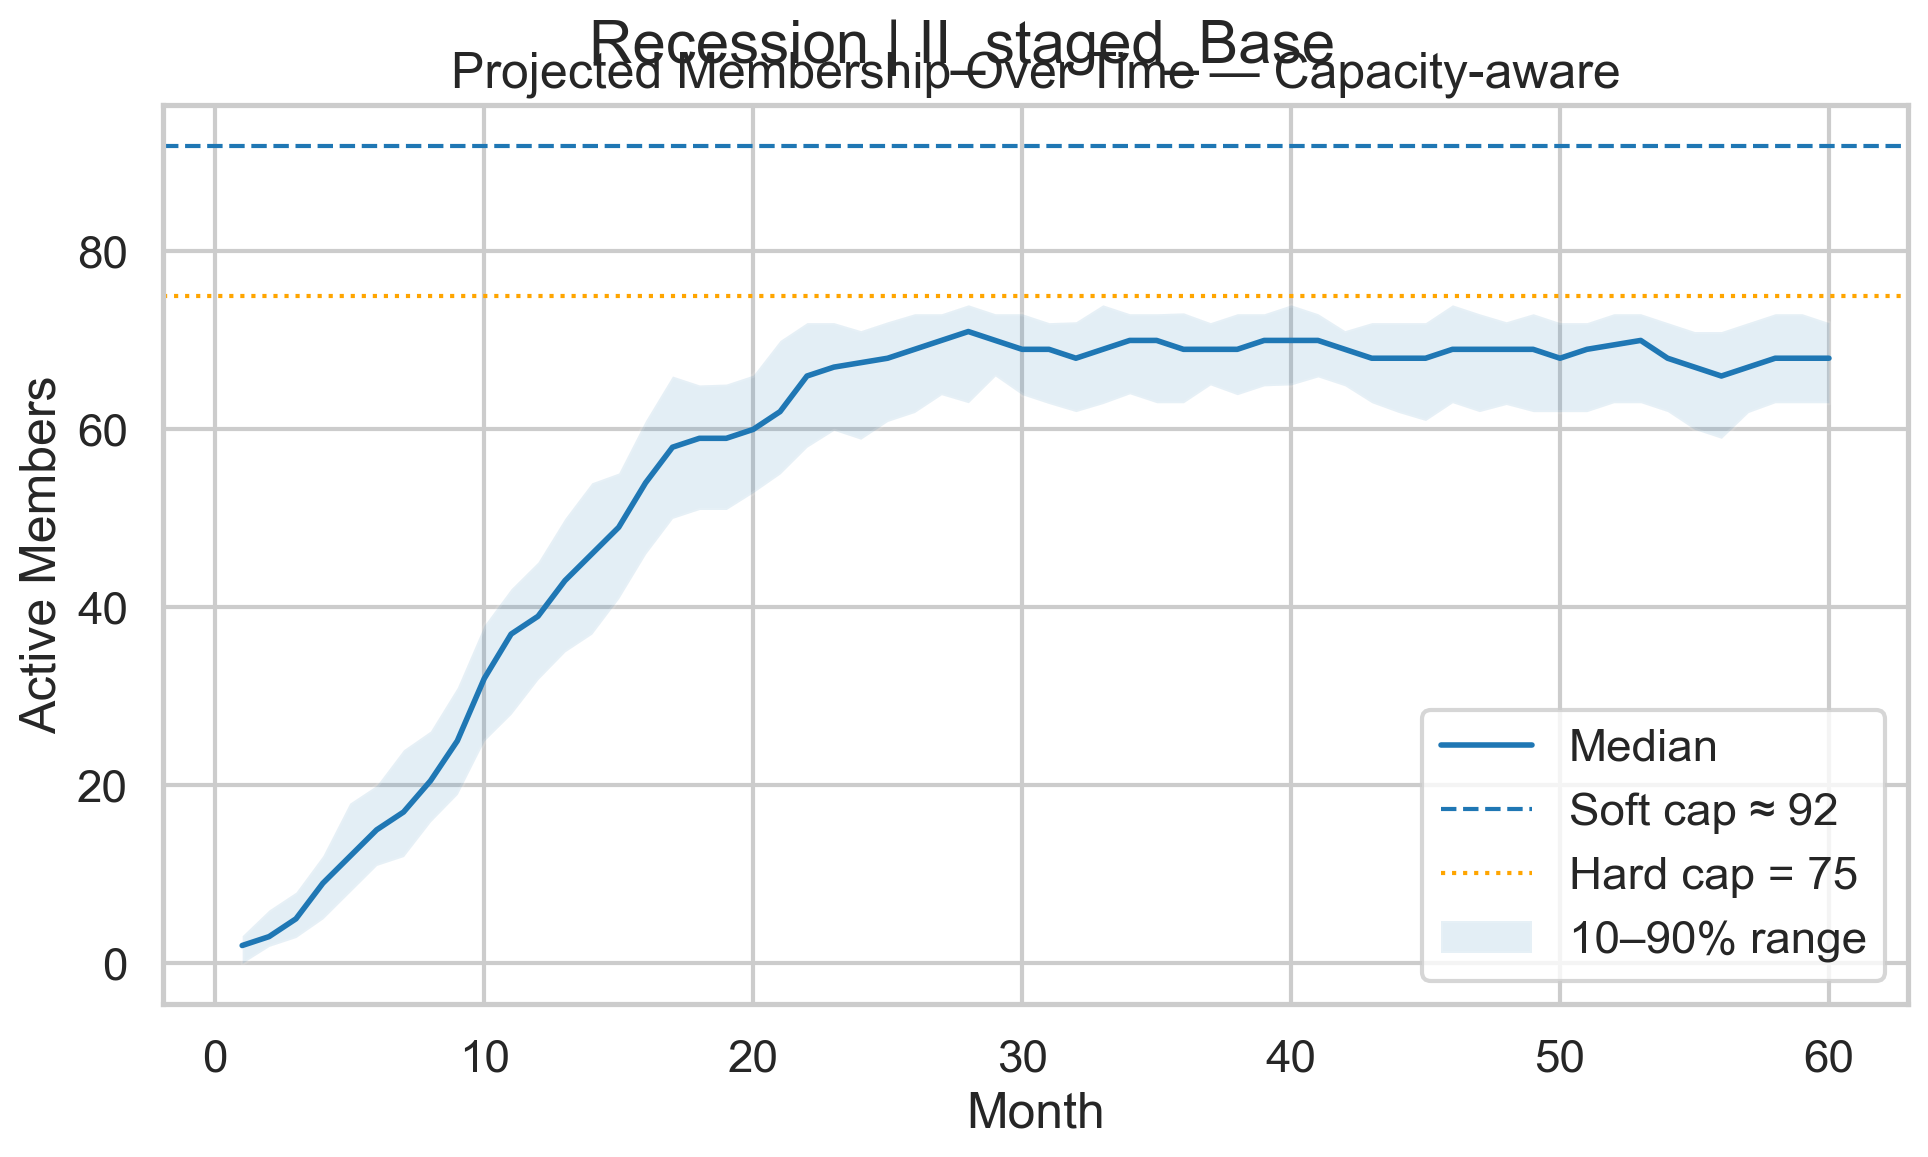 Recession | II_staged_Base
Projected Membership Over Time — Capacity-aware
80
60
40
20
0
Active Members
0 10 20 30 40 50 60
Month
Median
Soft cap ≈ 92
Hard cap = 75
10–90% range